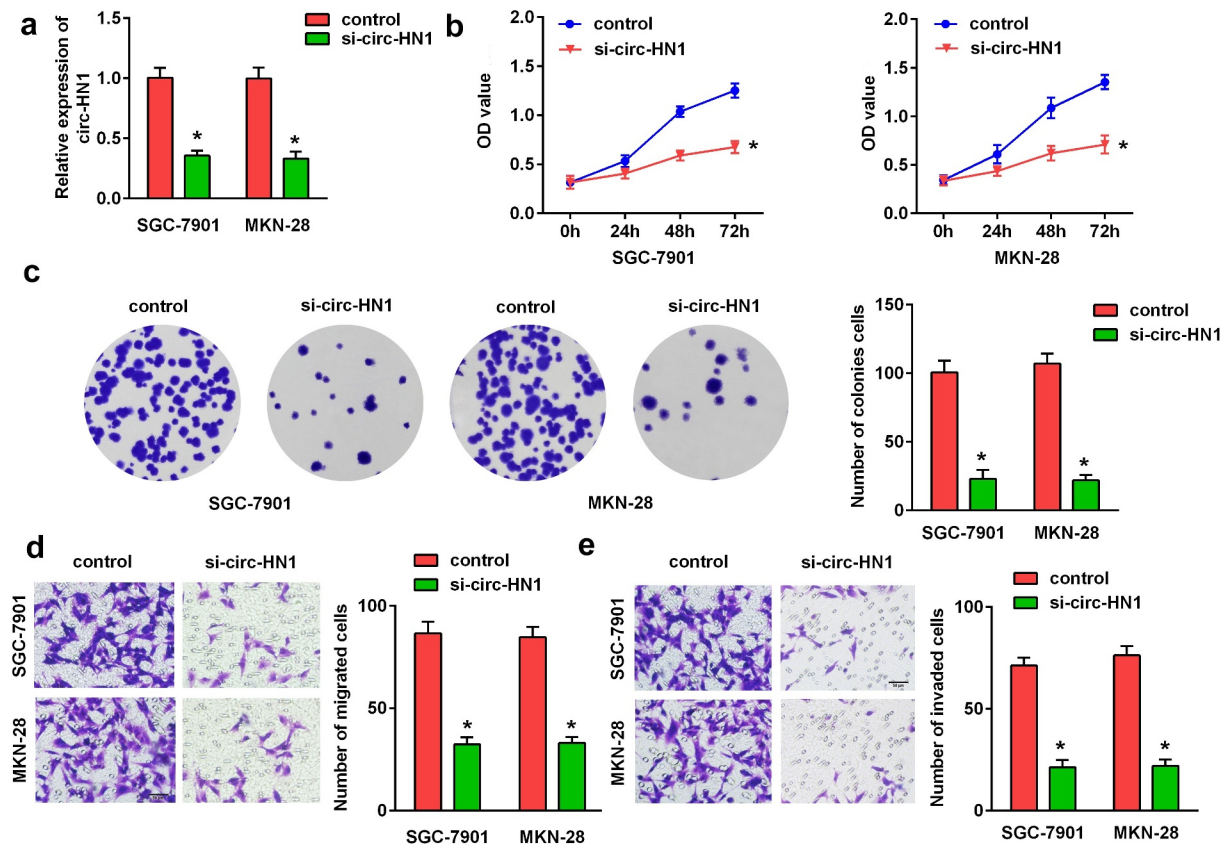 a
Relative expression of
circ-HN1
1.5
1.0
0.5
0.0
control
si-circ-HN1
*
*
SGC-7901
MKN-28
b
OD value
2.0
1.5
1.0
0.5
0.0
control
si-circ-HN1
*
0h
24h
48h
72h
SGC-7901
OD value
2.0
1.5
1.0
0.5
0.0
control
si-circ-HN1
*
0h
24h
48h
72h
MKN-28
c
control
si-circ-HN1
control
si-circ-HN1
SGC-7901
MKN-28
Number of colonies cells
150
100
50
0
control
si-circ-HN1
*
*
SGC-7901
MKN-28
d
control
si-circ-HN1
SGC-7901
MKN-28
Number of migrated cells
100
50
0
control
si-circ-HN1
*
*
SGC-7901
MKN-28
e
control
si-circ-HN1
SGC-7901
MKN-28
Number of invaded cells
100
50
0
control
si-circ-HN1
*
*
SGC-7901
MKN-28